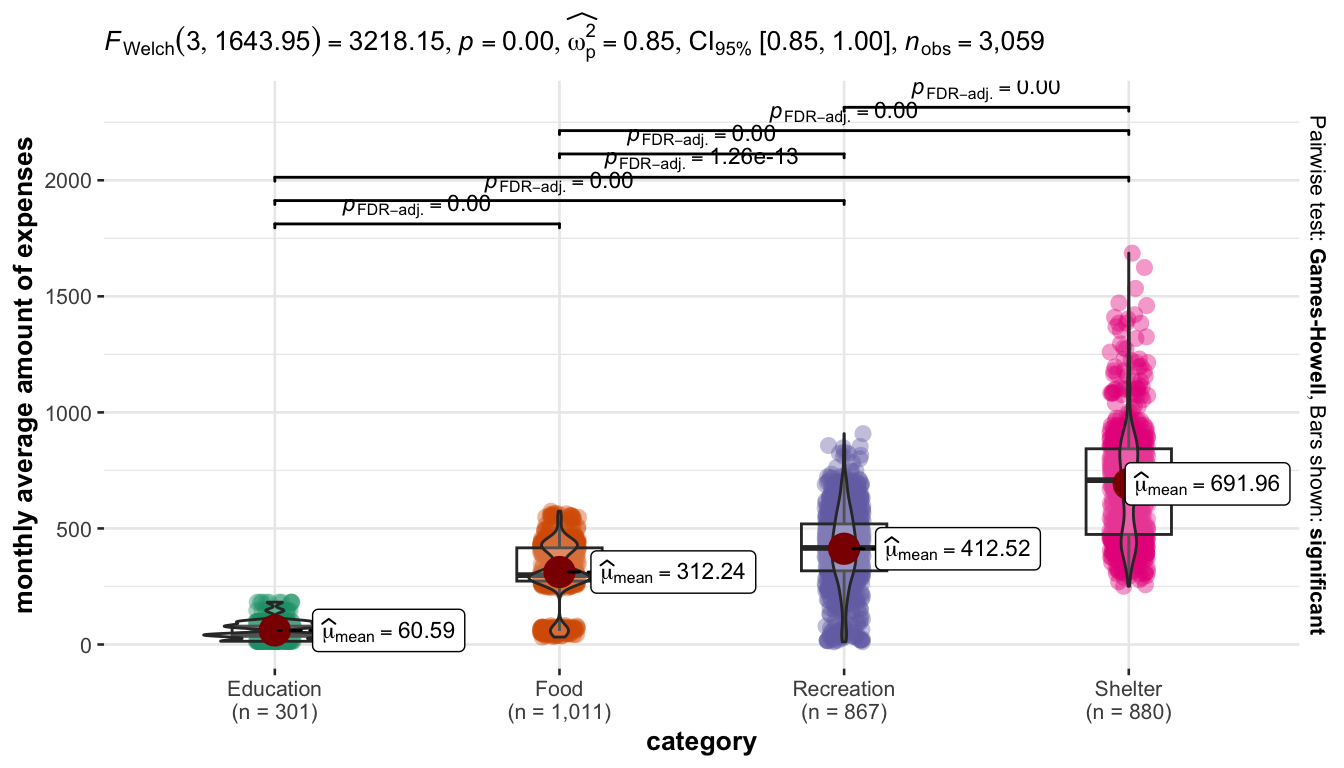 F_Welch(3, 1643.95) = 3218.15, p = 0.00, ω̂²_p = 0.85, CI_95% [0.85, 1.00], n_obs = 3,059
p_FDR−adj. = 0.00
p_FDR−adj. = 0.00
p_FDR−adj. = 0.00
p_FDR−adj. = 1.26e-13
p_FDR−adj. = 0.00
p_FDR−adj. = 0.00
monthly average amount of expenses
2000
1500
1000
500
0
μ̂_mean = 60.59
μ̂_mean = 312.24
μ̂_mean = 412.52
μ̂_mean = 691.96
Pairwise test: Games-Howell, Bars shown: significant
Education
(n = 301)
Food
(n = 1,011)
Recreation
(n = 867)
Shelter
(n = 880)
category